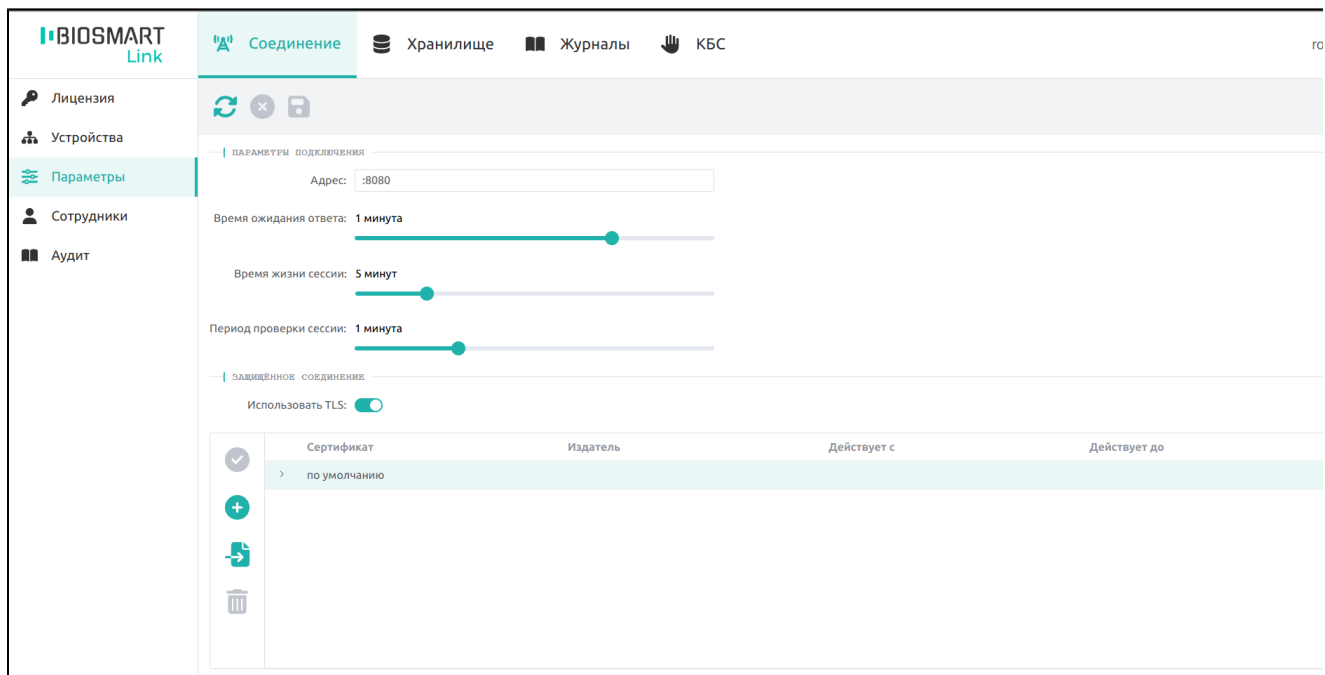 BIOSMART
Link
Соединение
Хранилище
Журналы
КБС
ro
Лицензия
Устройства
Параметры
Сотрудники
Аудит
ПАРАМЕТРЫ ПОДКЛЮЧЕНИЯ
Адрес: :8080
Время ожидания ответа: 1 минута
Время жизни сессии: 5 минут
Период проверки сессии: 1 минута
ЗАЩИЩЁННОЕ СОЕДИНЕНИЕ
Использовать TLS:
Сертификат Издатель Действует с Действует до
по умолчанию